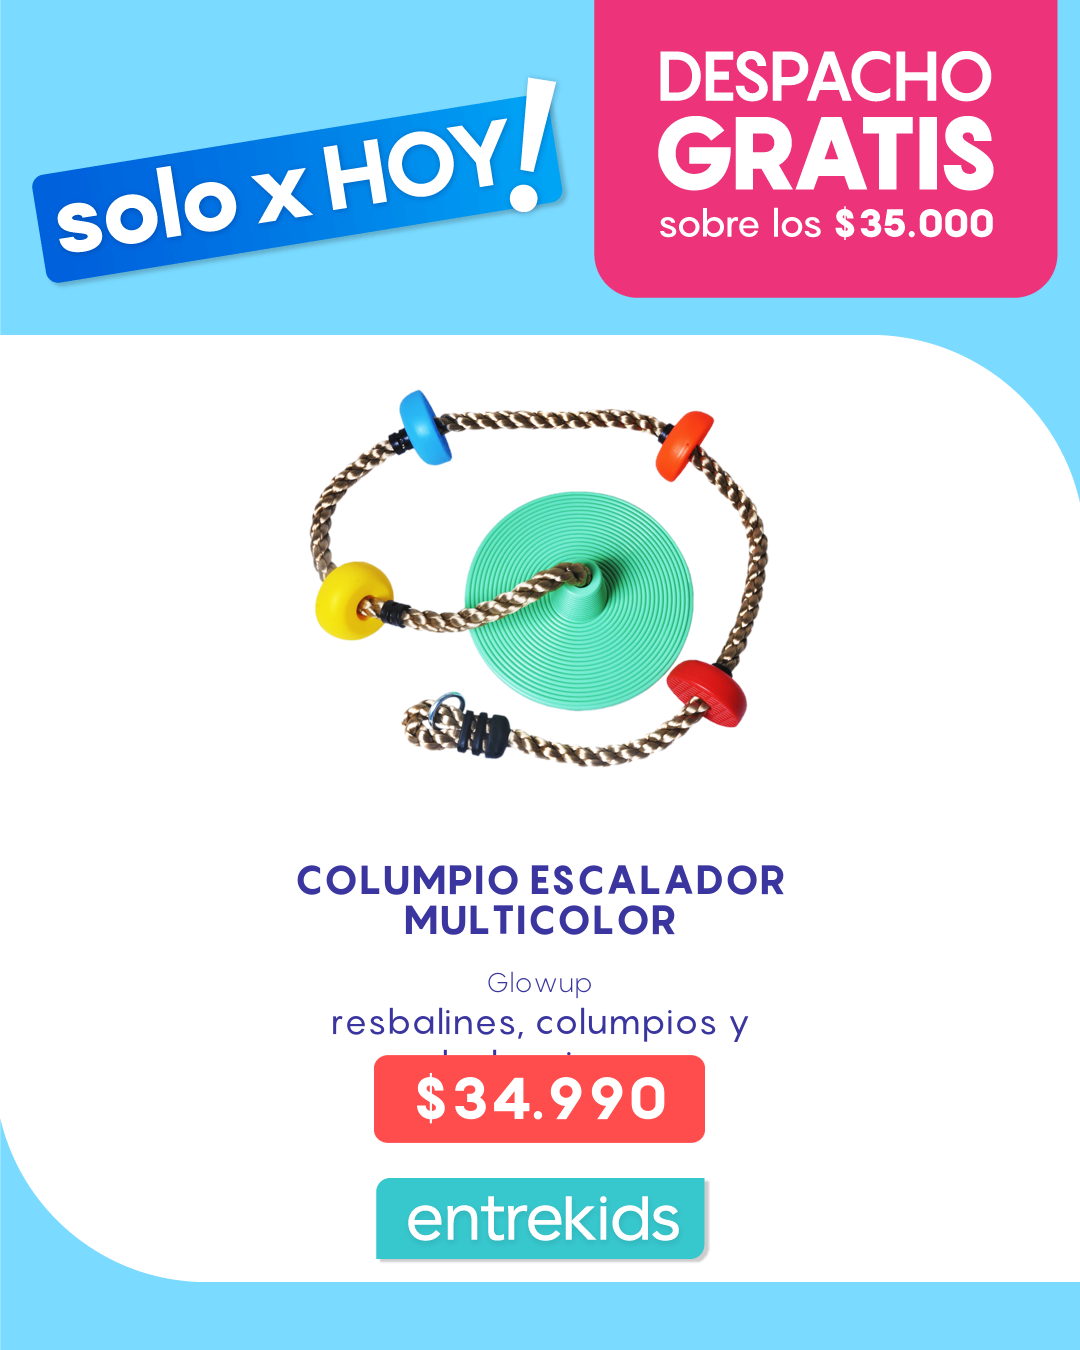 solo x HOY!
DESPACHO
GRATIS
sobre los $35.000
COLUMPIO ESCALADOR
MULTICOLOR
Glowup
resbalines, columpios y
$34.990
entrekids